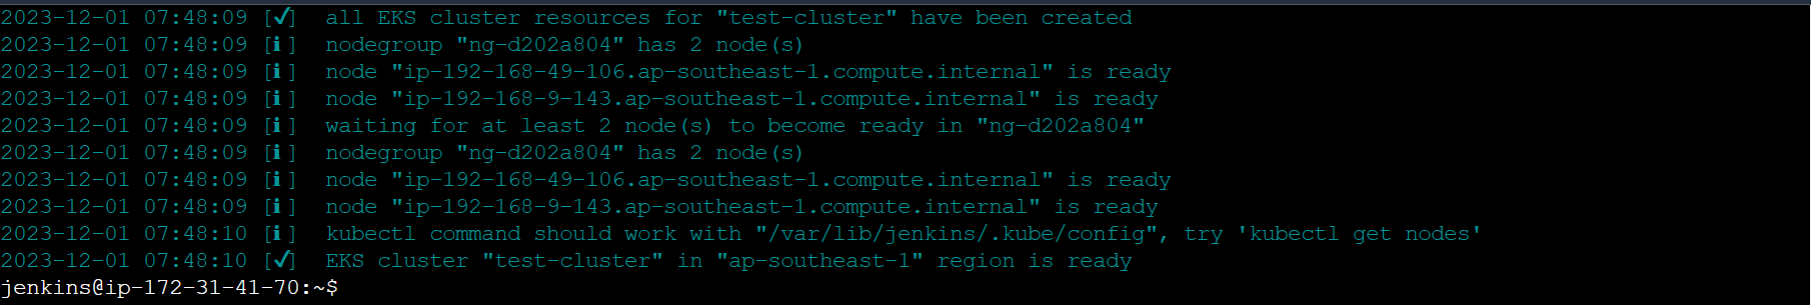 2023-12-01 07:48:09 [✔]  all EKS cluster resources for "test-cluster" have been created
2023-12-01 07:48:09 [ℹ]  nodegroup "ng-d202a804" has 2 node(s)
2023-12-01 07:48:09 [ℹ]  node "ip-192-168-49-106.ap-southeast-1.compute.internal" is ready
2023-12-01 07:48:09 [ℹ]  node "ip-192-168-9-143.ap-southeast-1.compute.internal" is ready
2023-12-01 07:48:09 [ℹ]  waiting for at least 2 node(s) to become ready in "ng-d202a804"
2023-12-01 07:48:09 [ℹ]  nodegroup "ng-d202a804" has 2 node(s)
2023-12-01 07:48:09 [ℹ]  node "ip-192-168-49-106.ap-southeast-1.compute.internal" is ready
2023-12-01 07:48:09 [ℹ]  node "ip-192-168-9-143.ap-southeast-1.compute.internal" is ready
2023-12-01 07:48:10 [ℹ]  kubectl command should work with "/var/lib/jenkins/.kube/config", try 'kubectl get nodes'
2023-12-01 07:48:10 [✔]  EKS cluster "test-cluster" in "ap-southeast-1" region is ready
jenkins@ip-172-31-41-70:~$